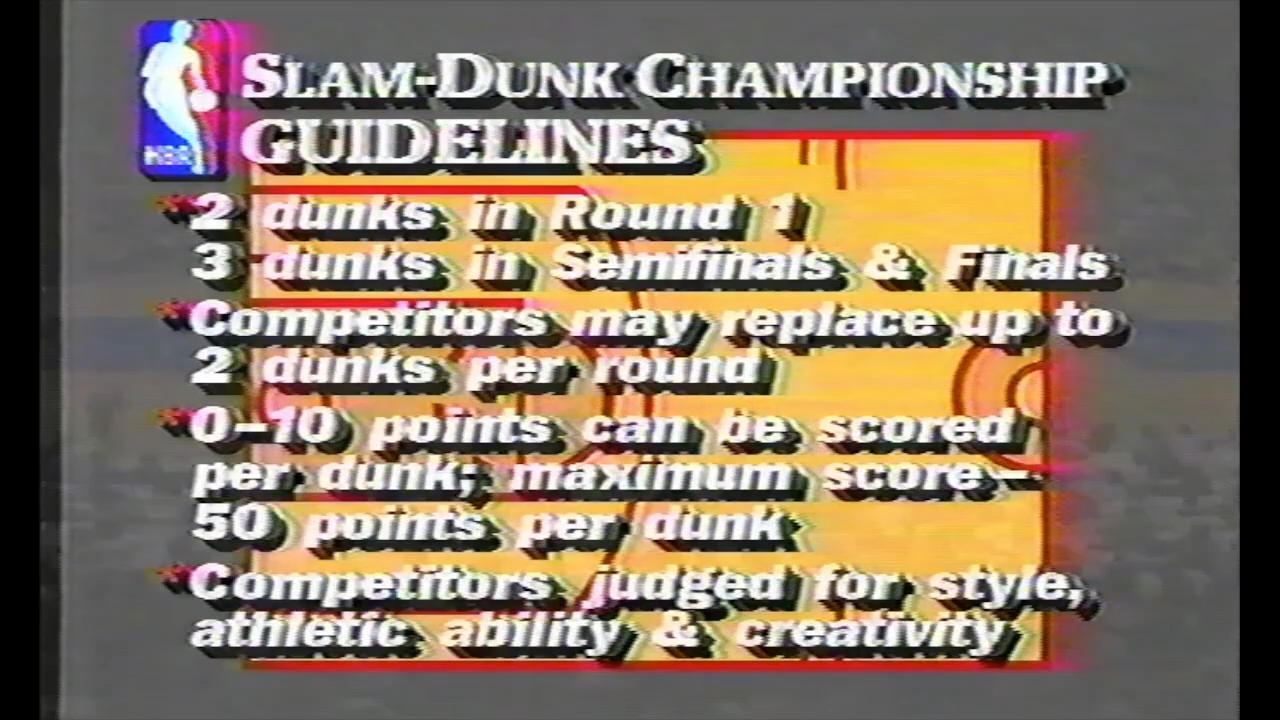 NBA
SLAM-DUNK CHAMPIONSHIP
GUIDELINES
*2 dunks in Round 1
3 dunks in Semifinals & Finals
*Competitors may replace up to
2 dunks per round
*0-10 points can be scored
per dunk; maximum score-
50 points per dunk
*Competitors judged for style,
athletic ability & creativity